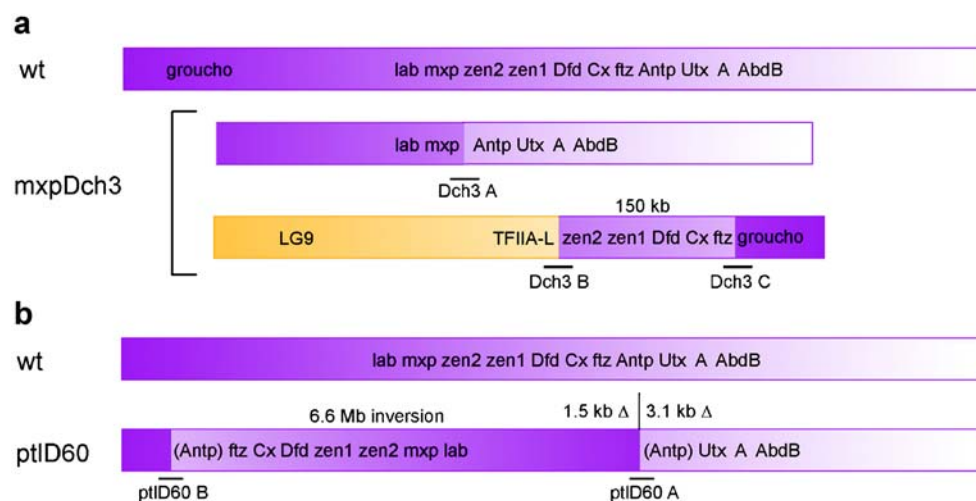 a
wt
groucho lab mxp zen2 zen1 Dfd Cx ftz Antp Utx A AbdB
mxpDch3
lab mxp Antp Utx A AbdB
Dch3 A
150 kb
LG9 TFIIA-L zen2 zen1 Dfd Cx ftz groucho
Dch3 B Dch3 C
b
wt
lab mxp zen2 zen1 Dfd Cx ftz Antp Utx A AbdB
6.6 Mb inversion 1.5 kb Δ 3.1 kb Δ
ptlD60
(Antp) ftz Cx Dfd zen1 zen2 mxp lab (Antp) Utx A AbdB
ptlD60 B ptlD60 A